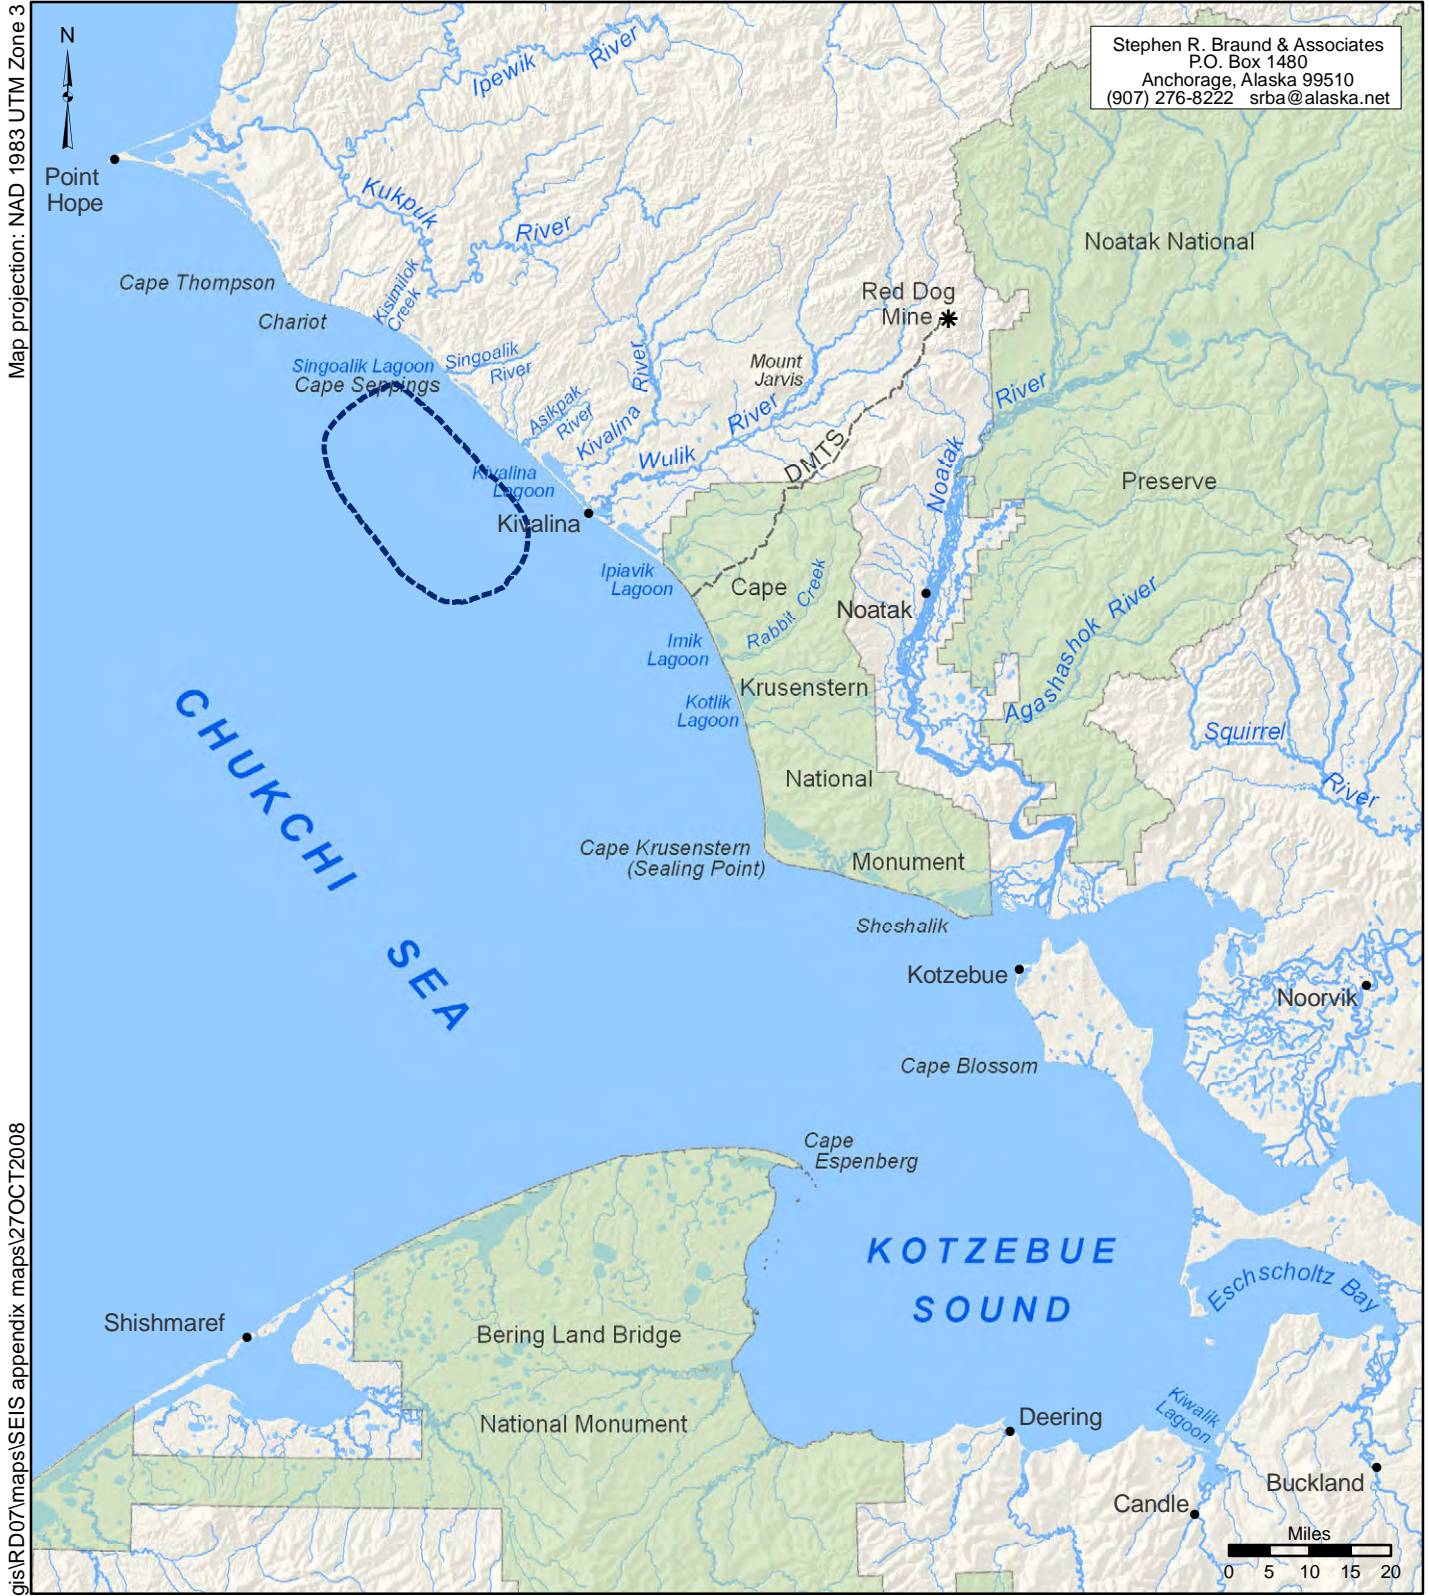 Map projection: NAD 1983 UTM Zone 3
gis\RD07\maps\SEIS appendix maps\27OCT2008
N
Stephen R. Braund & Associates
P.O. Box 1480
Anchorage, Alaska 99510
(907) 276-8222 srba@alaska.net
Ipewik River
Point
Hope
Kukpuk River
Noatak National
Cape Thompson
Kisimilok
Creek
Red Dog
Mine
Chariot
Singoalik
River
Singoalik Lagoon
Cape Seppings
Mount
Jarvis
River
Asikpak
River
Kivalina River
Wulik River
DMTS
Noatak
Preserve
Kivalina
Lagoon
Kivalina
Ipiavik
Lagoon
Cape
Rabbit Creek
Noatak
Agashashok River
Imik
Lagoon
Krusenstern
Kotlik
Lagoon
Squirrel
River
National
CHUKCHI SEA
Cape Krusenstern
(Sealing Point)
Monument
Sheshalik
Kotzebue
Noorvik
Cape Blossom
Cape
Espenberg
KOTZEBUE
SOUND
Eschscholtz Bay
Shishmaref
Bering Land Bridge
National Monument
Kiwalik
Lagoon
Deering
Buckland
Candle
Miles
0 5 10 15 20